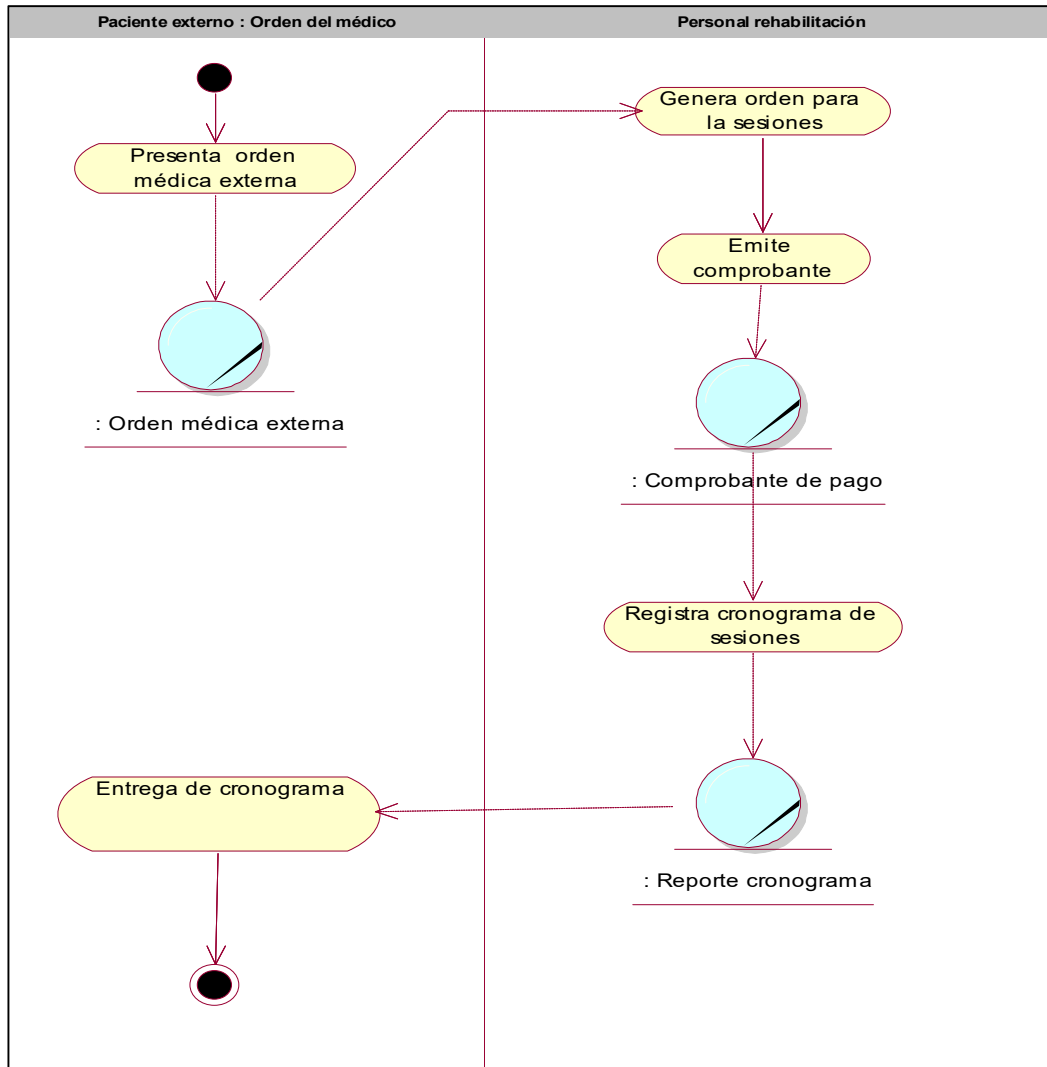 Paciente externo : Orden del médico
Personal rehabilitación
Presenta orden
médica externa
: Orden médica externa
Genera orden para
la sesiones
Emite
comprobante
: Comprobante de pago
Registra cronograma de
sesiones
: Reporte cronograma
Entrega de cronograma